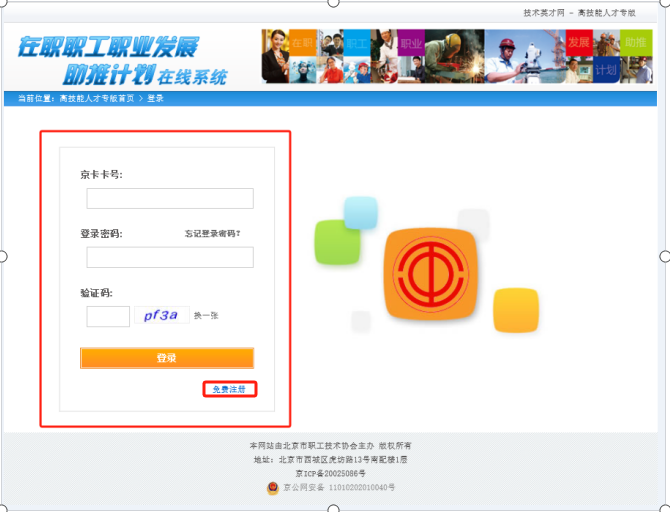 技术英才网 - 高技能人才专版
在职职工职业发展
助推计划在线系统
在职 职工 职业 发展 助推
计划
当前位置：高技能人才专版首页 > 登录
京卡卡号:
登录密码: 忘记登录密码?
验证码:
pf3a 换一张
登录
免费注册
本网站由北京市职工技术协会主办 版权所有
地址: 北京市西城区虎坊路13号南配楼1层
京ICP备20025086号
京公网安备 11010202010040号